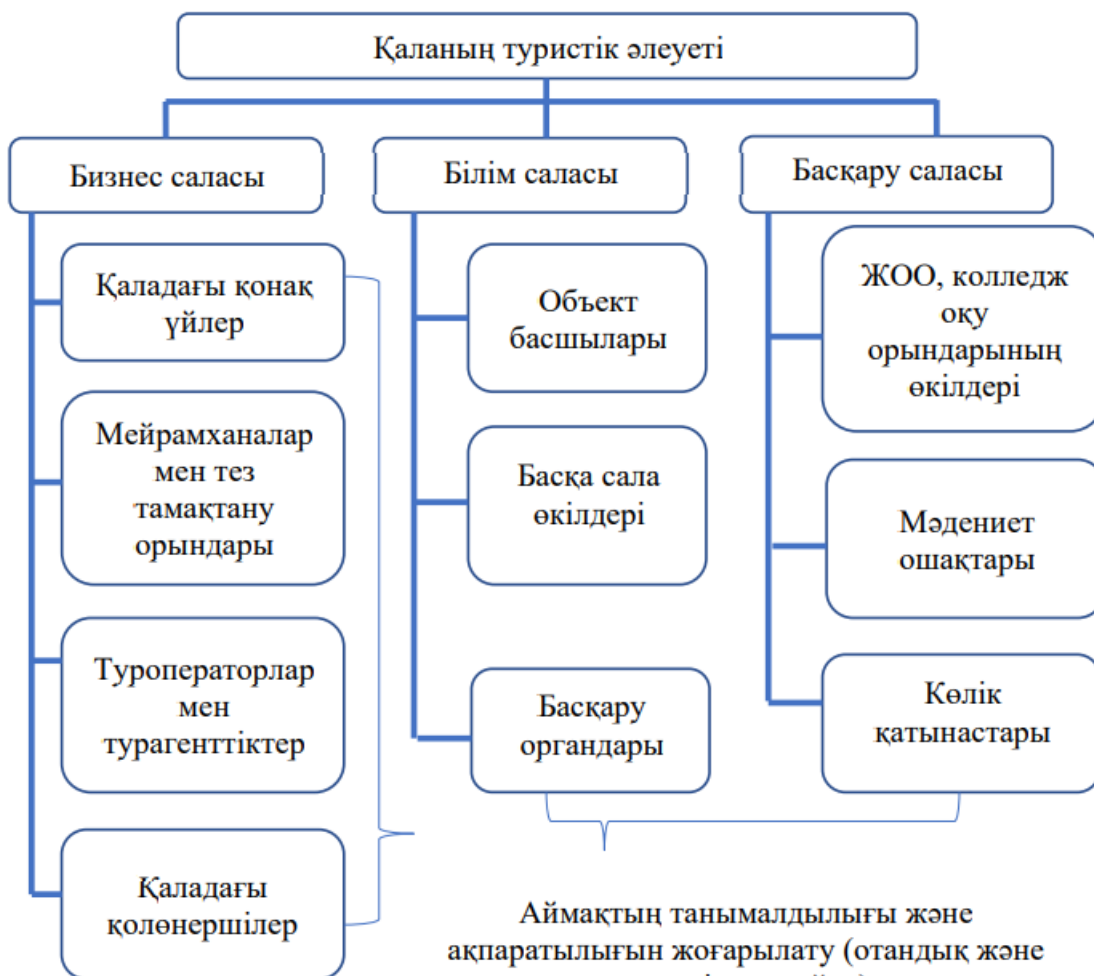 Қаланың туристік әлеуеті
Бизнес саласы
Білім саласы
Басқару саласы
Қаладағы қонақ
үйлер
Мейрамханалар
мен тез
тамақтану
орындары
Туроператорлар
мен
турагенттіктер
Қаладағы
қолөнершілер
Объект
басшылары
Басқа сала
өкілдері
Басқару
органдары
ЖОО, колледж
оқу
орындарының
өкілдері
Мәдениет
ошақтары
Көлік
қатынастары
Аймақтың танымалдылығы және
ақпаратылығын жоғарылату (отандық және